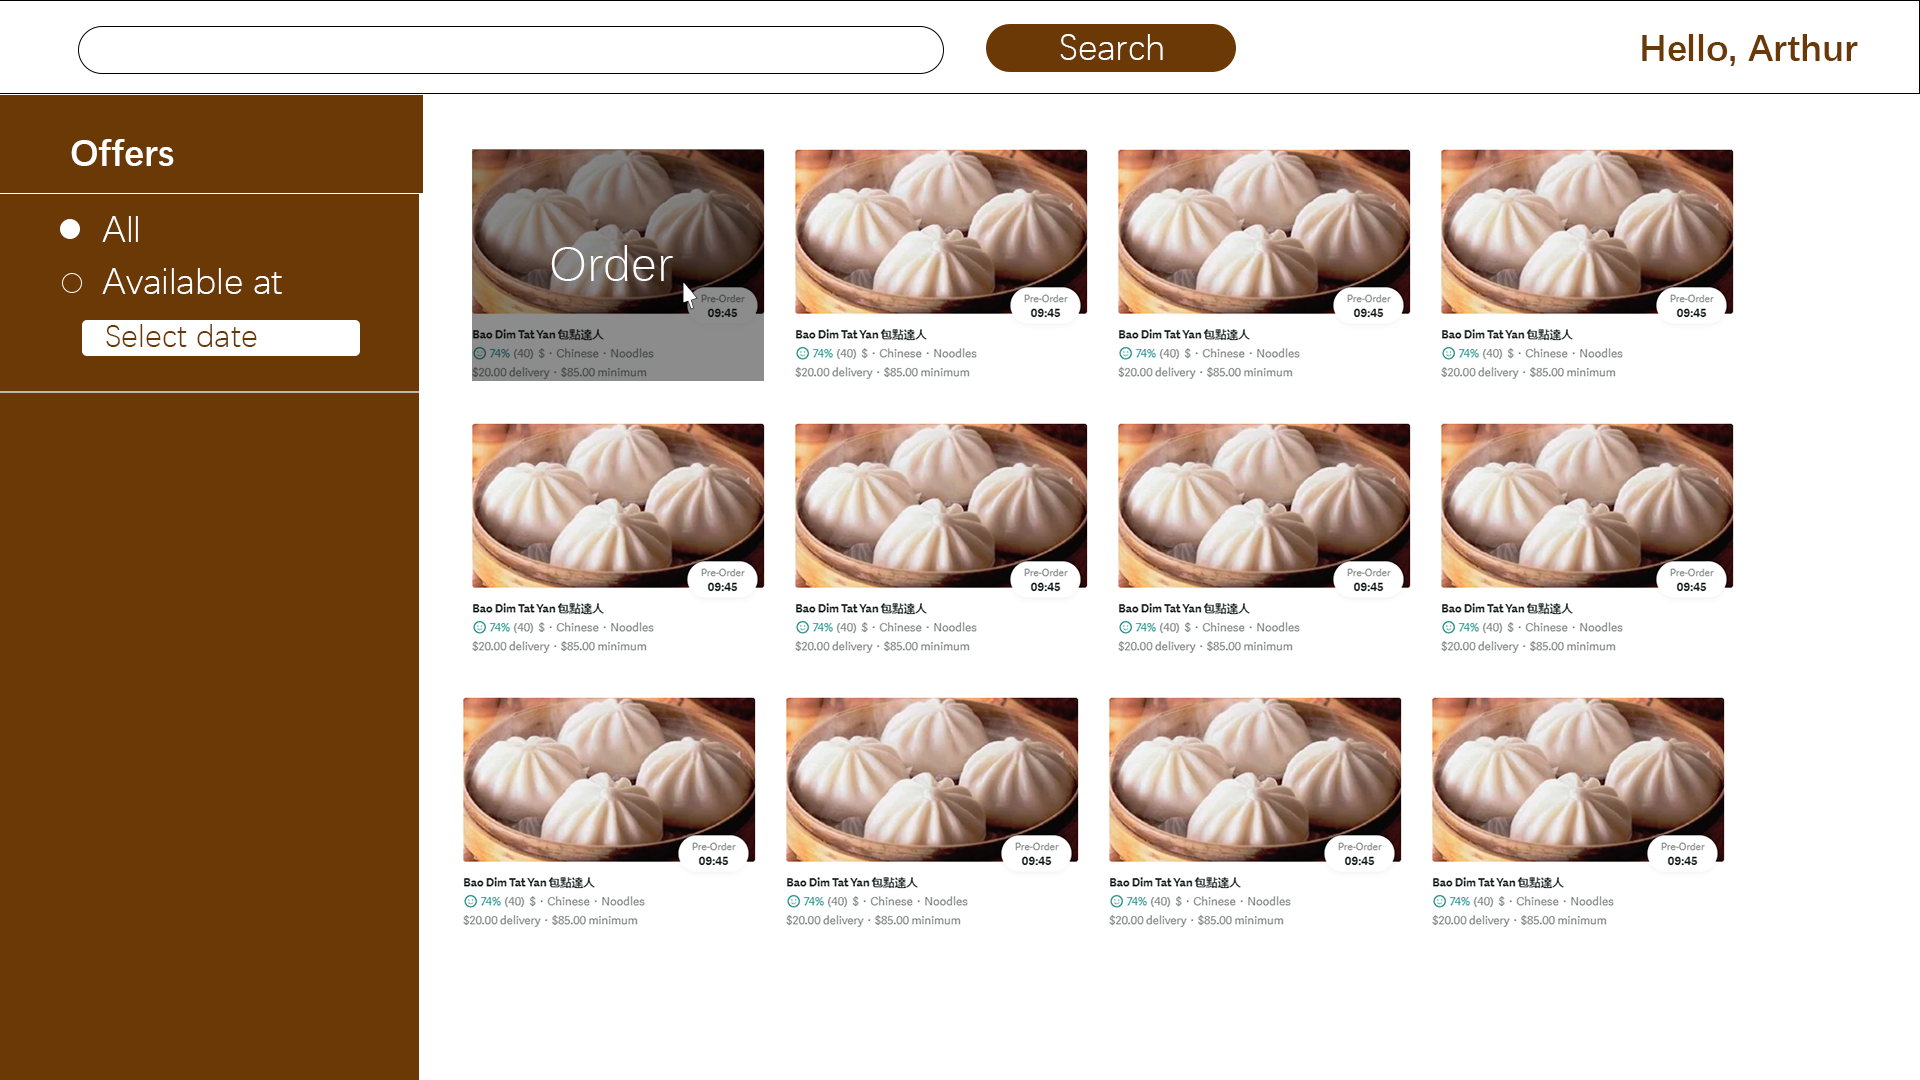 Search
Hello, Arthur
Offers
All
Available at
Select date
Order
Pre-Order
09:45
Bao Dim Tat Yan 包點達人
74% (40) $ · Chinese · Noodles
$20.00 delivery · $85.00 minimum
Pre-Order
09:45
Bao Dim Tat Yan 包點達人
74% (40) $ · Chinese · Noodles
$20.00 delivery · $85.00 minimum
Pre-Order
09:45
Bao Dim Tat Yan 包點達人
74% (40) $ · Chinese · Noodles
$20.00 delivery · $85.00 minimum
Pre-Order
09:45
Bao Dim Tat Yan 包點達人
74% (40) $ · Chinese · Noodles
$20.00 delivery · $85.00 minimum
Pre-Order
09:45
Bao Dim Tat Yan 包點達人
74% (40) $ · Chinese · Noodles
$20.00 delivery · $85.00 minimum
Pre-Order
09:45
Bao Dim Tat Yan 包點達人
74% (40) $ · Chinese · Noodles
$20.00 delivery · $85.00 minimum
Pre-Order
09:45
Bao Dim Tat Yan 包點達人
74% (40) $ · Chinese · Noodles
$20.00 delivery · $85.00 minimum
Pre-Order
09:45
Bao Dim Tat Yan 包點達人
74% (40) $ · Chinese · Noodles
$20.00 delivery · $85.00 minimum
Pre-Order
09:45
Bao Dim Tat Yan 包點達人
74% (40) $ · Chinese · Noodles
$20.00 delivery · $85.00 minimum
Pre-Order
09:45
Bao Dim Tat Yan 包點達人
74% (40) $ · Chinese · Noodles
$20.00 delivery · $85.00 minimum
Pre-Order
09:45
Bao Dim Tat Yan 包點達人
74% (40) $ · Chinese · Noodles
$20.00 delivery · $85.00 minimum
Pre-Order
09:45
Bao Dim Tat Yan 包點達人
74% (40) $ · Chinese · Noodles
$20.00 delivery · $85.00 minimum